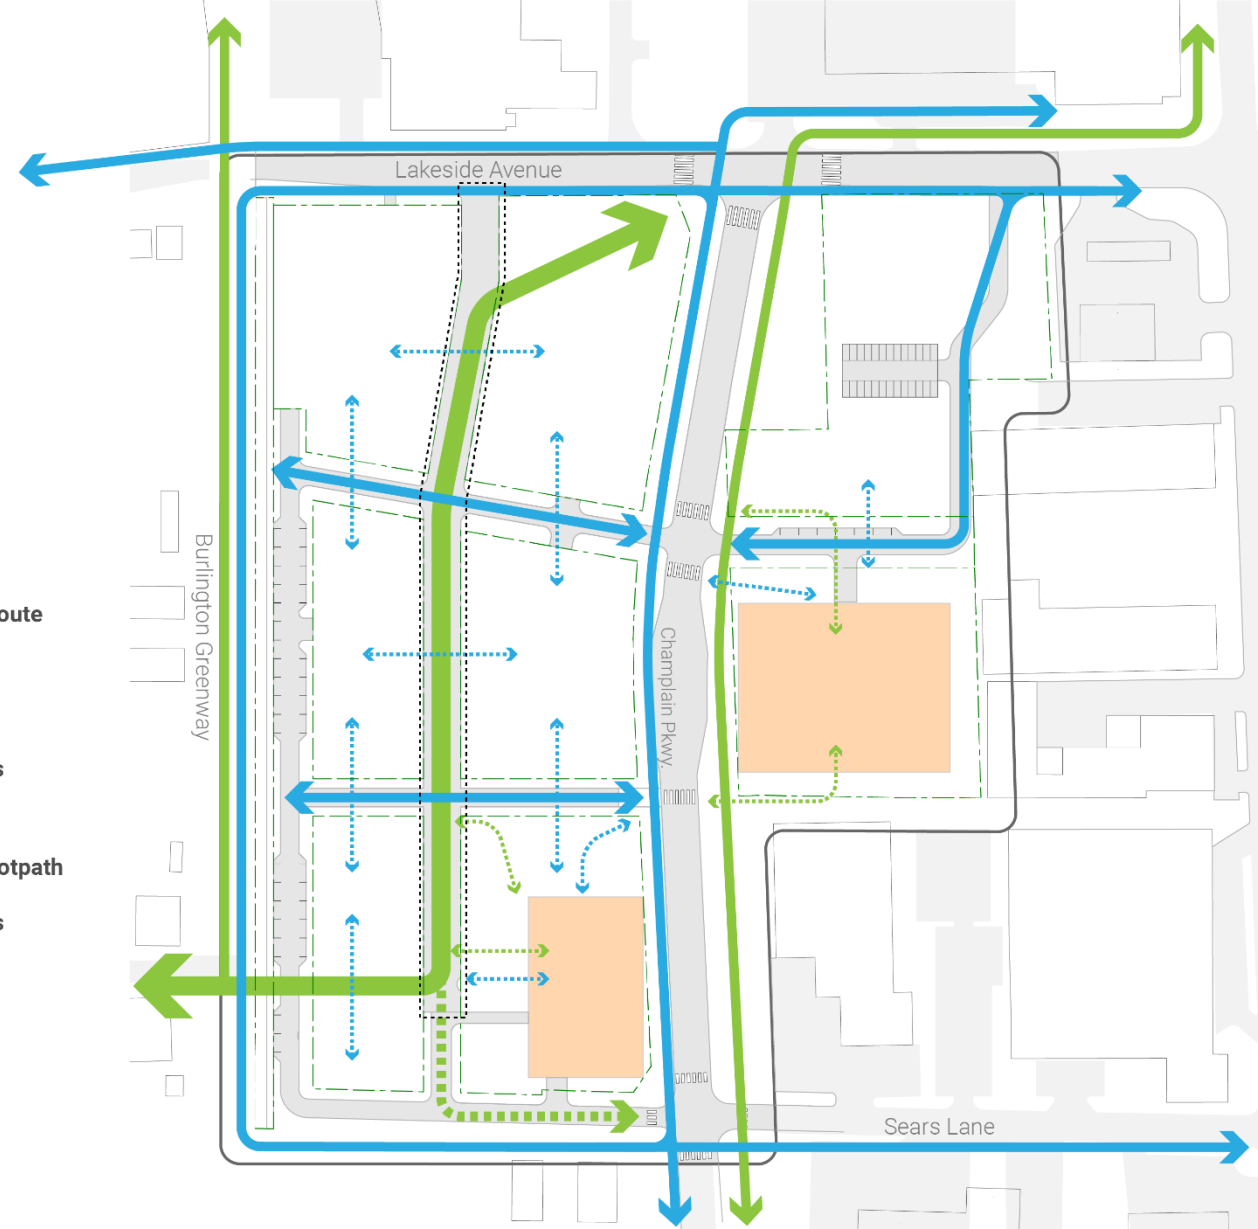 Lakeside Avenue
Burlington Greenway
oute
Champlain Pkwy.
s
otpath
s
Sears Lane